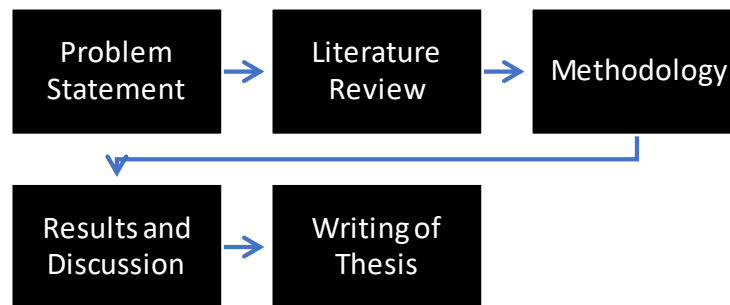 Problem
Statement
Literature
Review
Methodology
Results and
Discussion
Writing of
Thesis